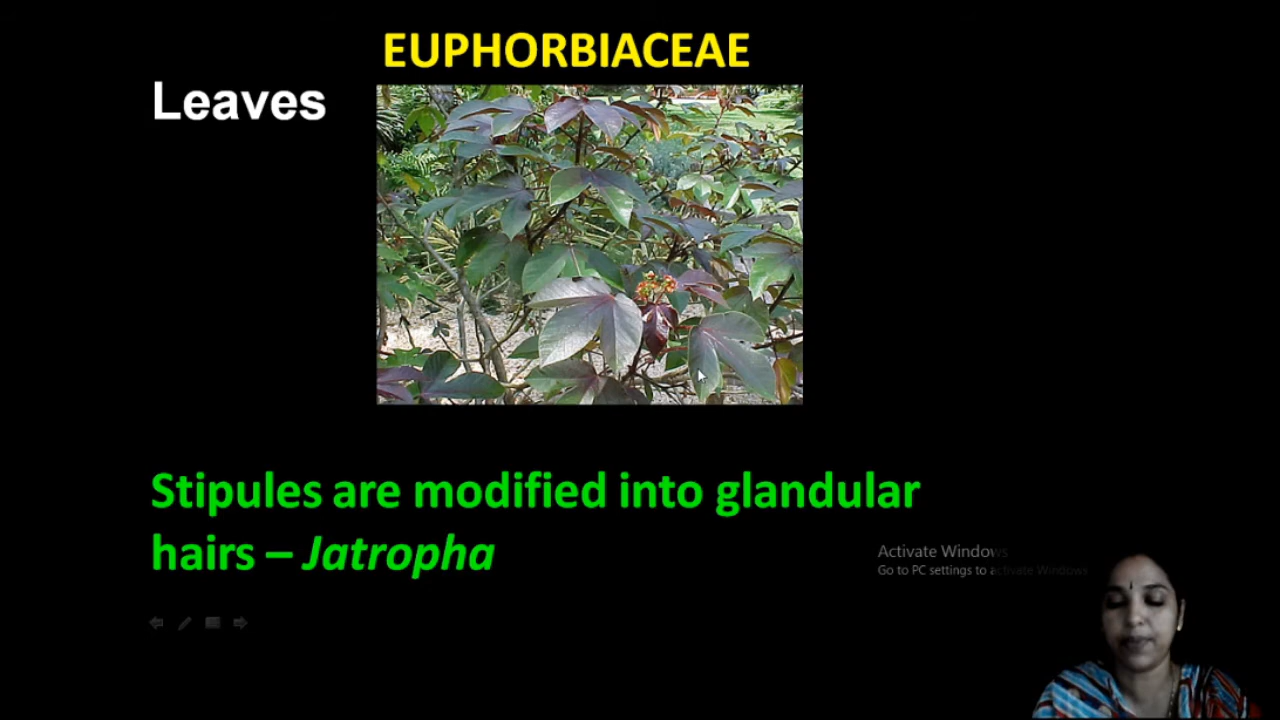 EUPHORBIACEAE
Leaves
Stipules are modified into glandular
hairs – Jatropha
Activate Windows
Go to PC settings to activate Windows